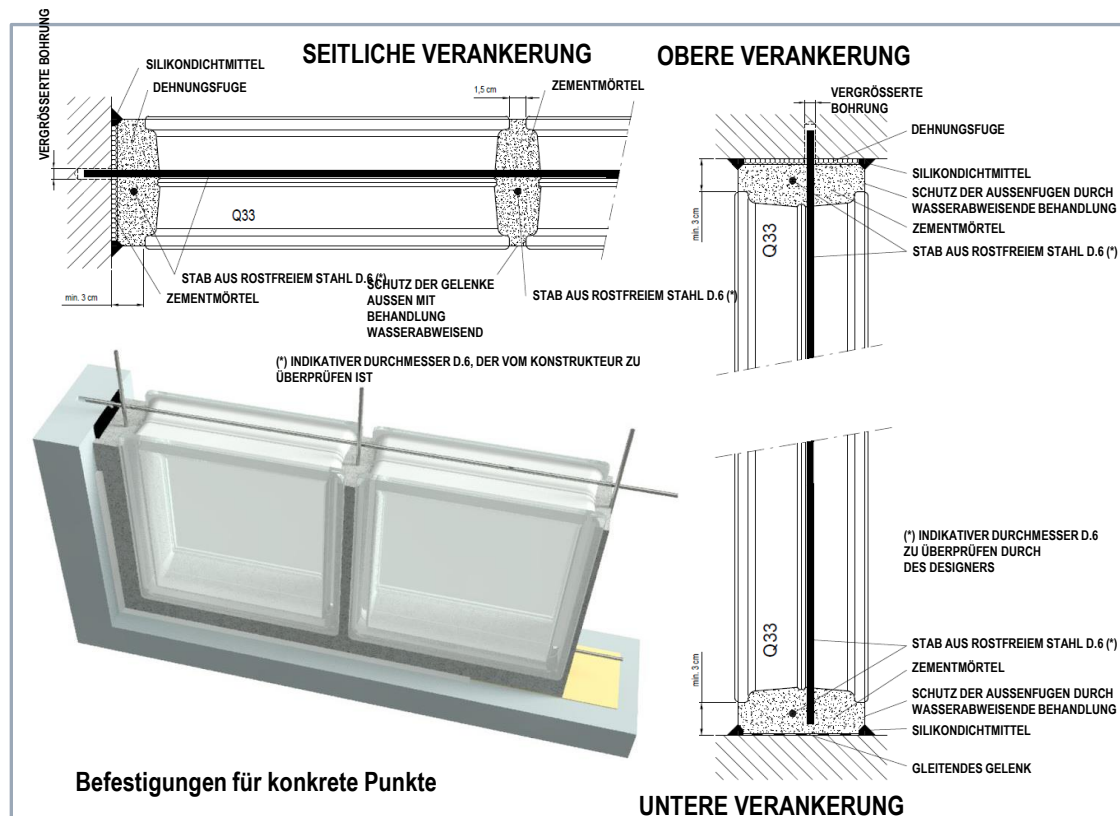 SEITLICHE VERANKERUNG
VERGRÖSSERTE BOHRUNG
SILIKONDICHTMITTEL
DEHNUNGSFUGE
1,5 cm
ZEMENTMÖRTEL
Q33
STAB AUS ROSTFREIEM STAHL D.6 (*)
min. 3 cm
ZEMENTMÖRTEL
SCHUTZ DER GELENKE
AUSSEN MIT
BEHANDLUNG
WASSERABWEISEND
STAB AUS ROSTFREIEM STAHL D.6 (*)
(*) INDIKATIVER DURCHMESSER D.6, DER VOM KONSTRUKTEUR ZU
ÜBERPRÜFEN IST
Befestigungen für konkrete Punkte
OBERE VERANKERUNG
VERGRÖSSERTE
BOHRUNG
DEHNUNGSFUGE
SILIKONDICHTMITTEL
SCHUTZ DER AUSSENFUGEN DURCH
WASSERABWEISENDE BEHANDLUNG
ZEMENTMÖRTEL
STAB AUS ROSTFREIEM STAHL D.6 (*)
min. 3 cm
Q33
(*) INDIKATIVER DURCHMESSER D.6
ZU ÜBERPRÜFEN DURCH
DES DESIGNERS
Q33
min. 3 cm
STAB AUS ROSTFREIEM STAHL D.6 (*)
ZEMENTMÖRTEL
SCHUTZ DER AUSSENFUGEN DURCH
WASSERABWEISENDE BEHANDLUNG
SILIKONDICHTMITTEL
GLEITENDES GELENK
UNTERE VERANKERUNG